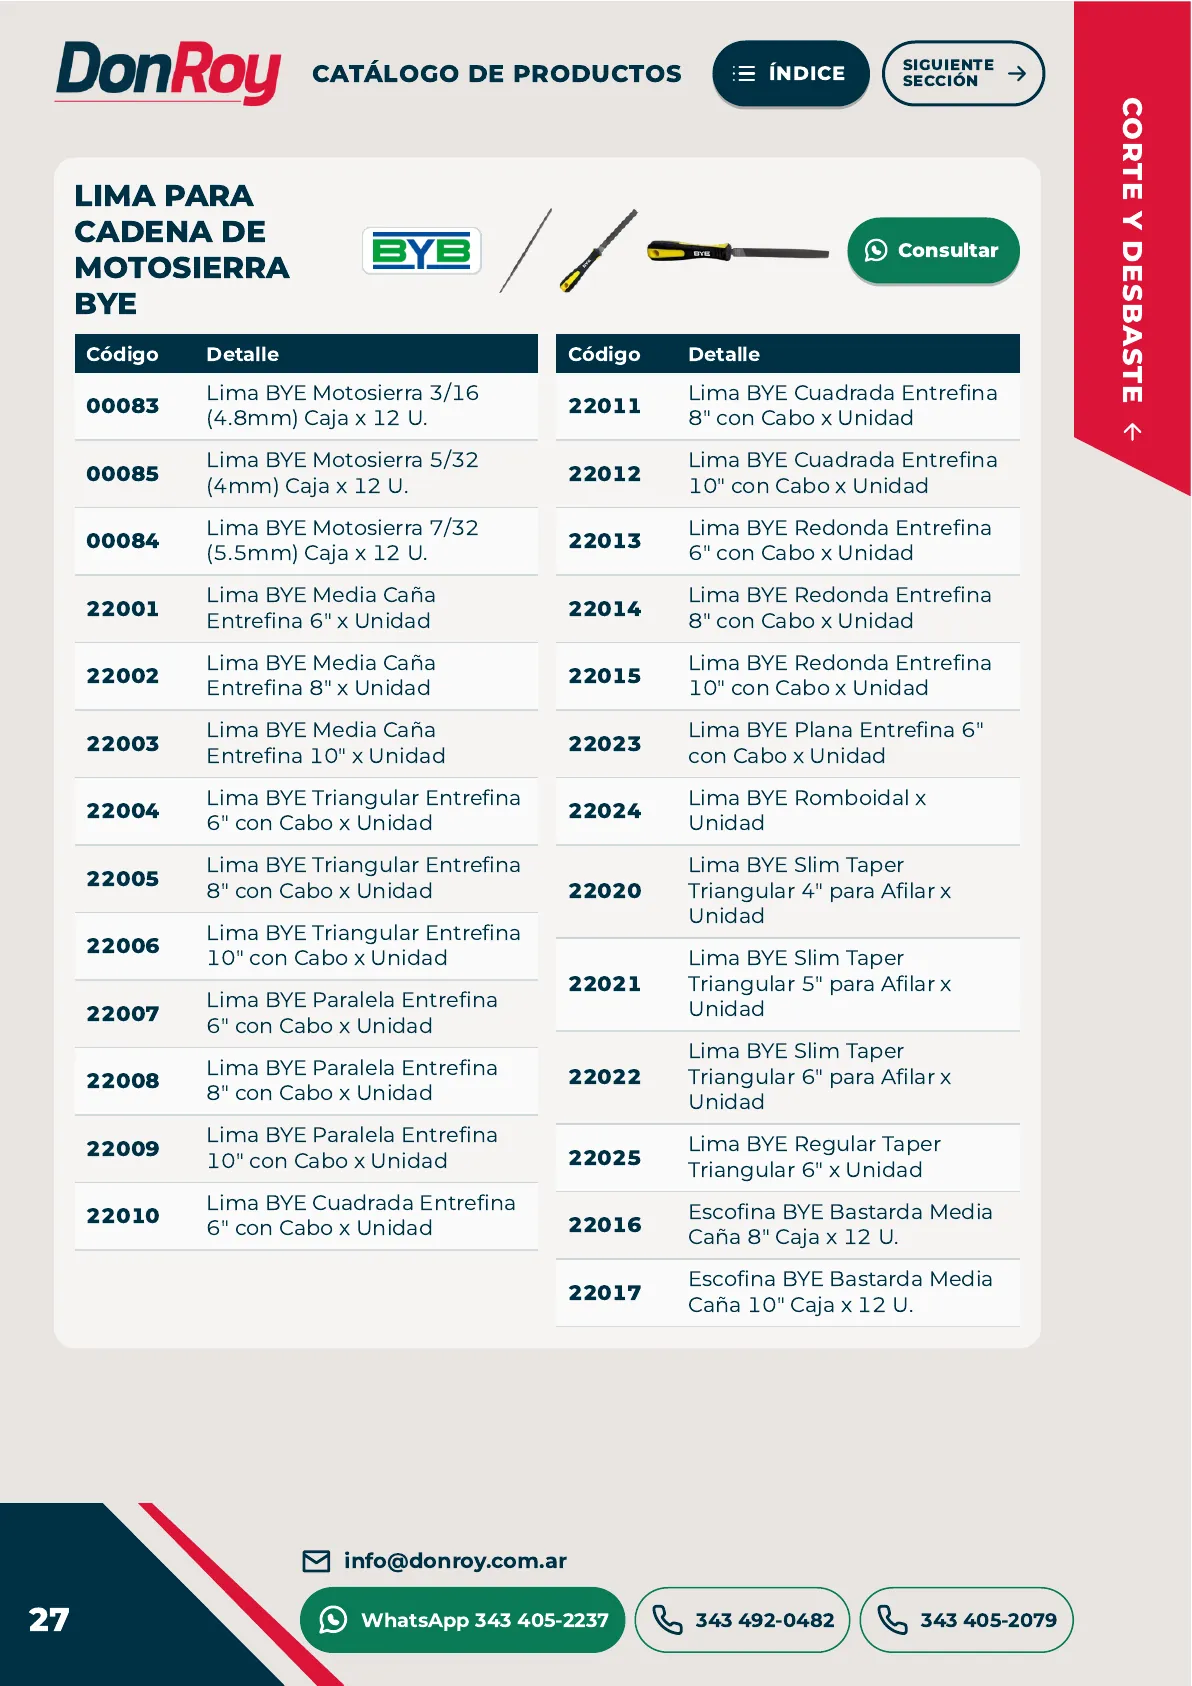 DonRoy
CATÁLOGO DE PRODUCTOS
ÍNDICE
SIGUIENTE
SECCIÓN
CORTE Y DESBASTE
LIMA PARA
CADENA DE
MOTOSIERRA
BYE
BYB
BYE
Consultar
Código Detalle
00083 Lima BYE Motosierra 3/16
(4.8mm) Caja x 12 U.
00085 Lima BYE Motosierra 5/32
(4mm) Caja x 12 U.
00084 Lima BYE Motosierra 7/32
(5.5mm) Caja x 12 U.
22001 Lima BYE Media Caña
Entrefina 6" x Unidad
22002 Lima BYE Media Caña
Entrefina 8" x Unidad
22003 Lima BYE Media Caña
Entrefina 10" x Unidad
22004 Lima BYE Triangular Entrefina
6" con Cabo x Unidad
22005 Lima BYE Triangular Entrefina
8" con Cabo x Unidad
22006 Lima BYE Triangular Entrefina
10" con Cabo x Unidad
22007 Lima BYE Paralela Entrefina
6" con Cabo x Unidad
22008 Lima BYE Paralela Entrefina
8" con Cabo x Unidad
22009 Lima BYE Paralela Entrefina
10" con Cabo x Unidad
22010 Lima BYE Cuadrada Entrefina
6" con Cabo x Unidad
Código Detalle
22011 Lima BYE Cuadrada Entrefina
8" con Cabo x Unidad
22012 Lima BYE Cuadrada Entrefina
10" con Cabo x Unidad
22013 Lima BYE Redonda Entrefina
6" con Cabo x Unidad
22014 Lima BYE Redonda Entrefina
8" con Cabo x Unidad
22015 Lima BYE Redonda Entrefina
10" con Cabo x Unidad
22023 Lima BYE Plana Entrefina 6"
con Cabo x Unidad
22024 Lima BYE Romboidal x
Unidad
22020 Lima BYE Slim Taper
Triangular 4" para Afilar x
Unidad
22021 Lima BYE Slim Taper
Triangular 5" para Afilar x
Unidad
22022 Lima BYE Slim Taper
Triangular 6" para Afilar x
Unidad
22025 Lima BYE Regular Taper
Triangular 6" x Unidad
22016 Escofina BYE Bastarda Media
Caña 8" Caja x 12 U.
22017 Escofina BYE Bastarda Media
Caña 10" Caja x 12 U.
info@donroy.com.ar
27
WhatsApp 343 405-2237
343 492-0482
343 405-2079